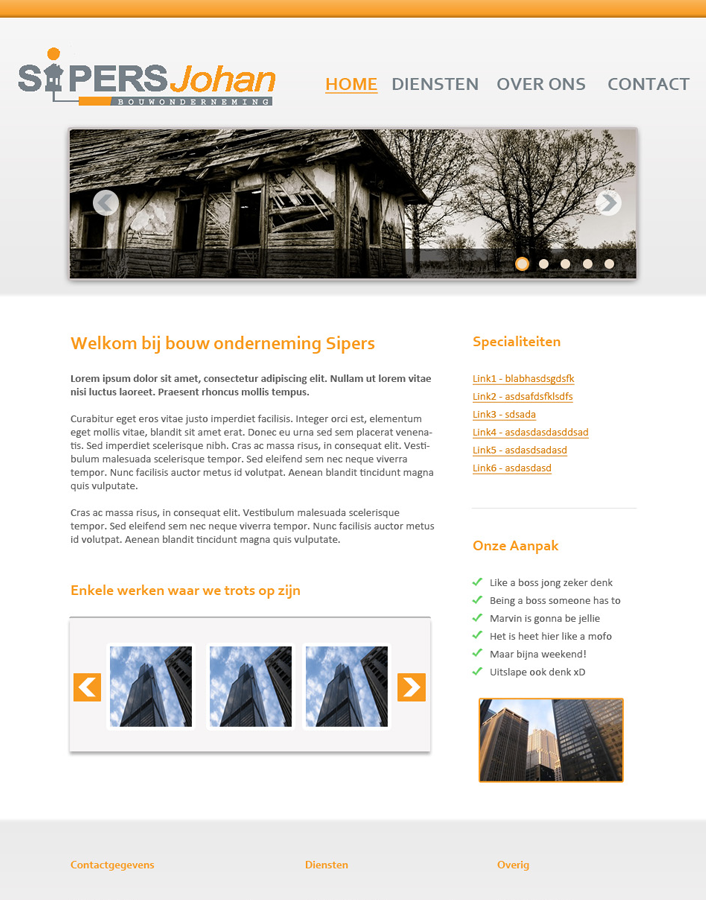 SIPERS Johan
BOUWONDERNEMING
HOME DIENSTEN OVER ONS CONTACT
Welkom bij bouw onderneming Sipers
Lorem ipsum dolor sit amet, consectetur adipiscing elit. Nullam ut lorem vitae
nisi luctus laoreet. Praesent rhoncus mollis tempus.
Curabitur eget eros vitae justo imperdiet facilisis. Integer orci est, elementum
eget mollis vitae, blandit sit amet erat. Donec eu urna sed sem placerat venena-
tis. Sed imperdiet scelerisque nibh. Cras ac massa risus, in consequat elit. Vesti-
bulum malesuada scelerisque tempor. Sed eleifend sem nec neque viverra
tempor. Nunc facilisis auctor metus id volutpat. Aenean blandit tincidunt magna
quis vulputate.
Cras ac massa risus, in consequat elit. Vestibulum malesuada scelerisque
tempor. Sed eleifend sem nec neque viverra tempor. Nunc facilisis auctor metus
id volutpat. Aenean blandit tincidunt magna quis vulputate.
Enkele werken waar we trots op zijn
Specialiteiten
Link1 - blabhasdsgdsfk
Link2 - asdsafdsfklsdfs
Link3 - sdsada
Link4 - asdasdasdasddsad
Link5 - asdasdsadasd
Link6 - asdasdasd
Onze Aanpak
Like a boss jong zeker denk
Being a boss someone has to
Marvin is gonna be jellie
Het is heet hier like a mofo
Maar bijna weekend!
Uitslape ook denk xD
Contactgegevens Diensten Overig